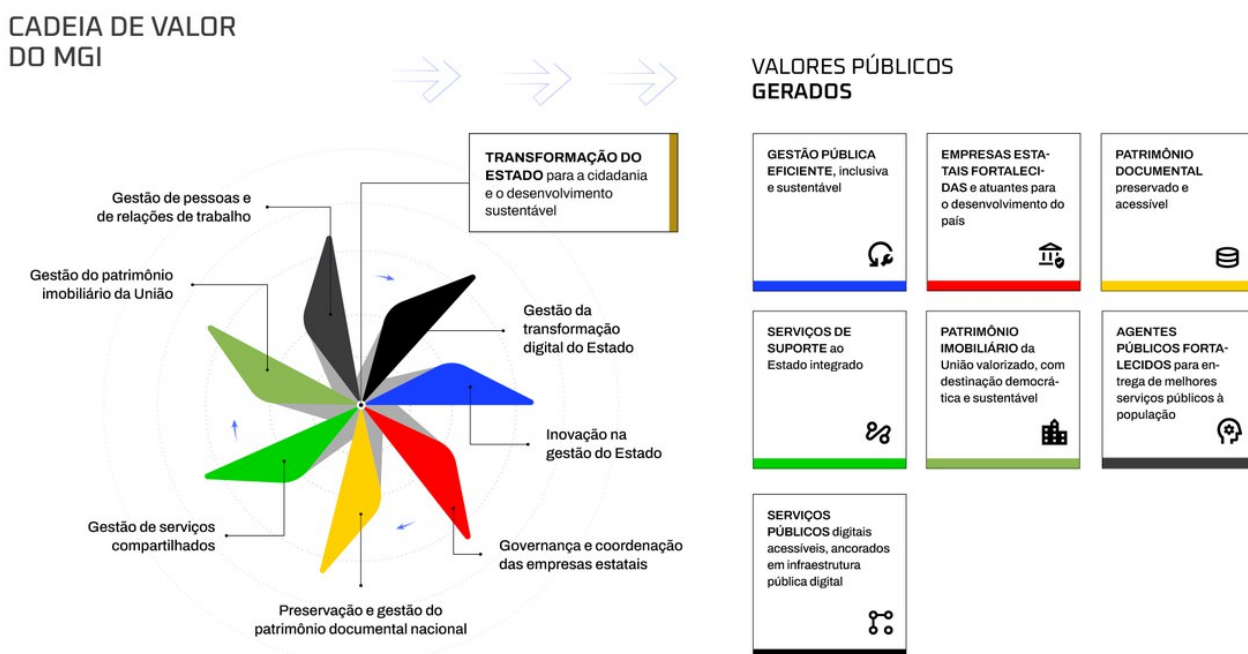 CADEIA DE VALOR
DO MGI
TRANSFORMAÇÃO DO
ESTADO para a cidadania
e o desenvolvimento
sustentável
Gestão de pessoas e
de relações de trabalho
Gestão do patrimônio
imobiliário da União
Gestão da
transformação
digital do Estado
Inovação na
gestão do Estado
Gestão de serviços
compartilhados
Governança e coordenação
das empresas estatais
Preservação e gestão do
patrimônio documental nacional
VALORES PÚBLICOS
GERADOS
GESTÃO PÚBLICA
EFICIENTE, inclusiva
e sustentável
EMPRESAS ESTA-
TAIS FORTALECI-
DAS e atuantes para
o desenvolvimento do
país
PATRIMÔNIO
DOCUMENTAL
preservado e
acessível
SERVIÇOS DE
SUPORTE ao
Estado integrado
PATRIMÔNIO
IMOBILIÁRIO da
União valorizado, com
destinação democrá-
tica e sustentável
AGENTES
PÚBLICOS FORTA-
LECIDOS para en-
trega de melhores
serviços públicos à
população
SERVIÇOS
PÚBLICOS digitais
acessíveis, ancorados
em infraestrutura
pública digital